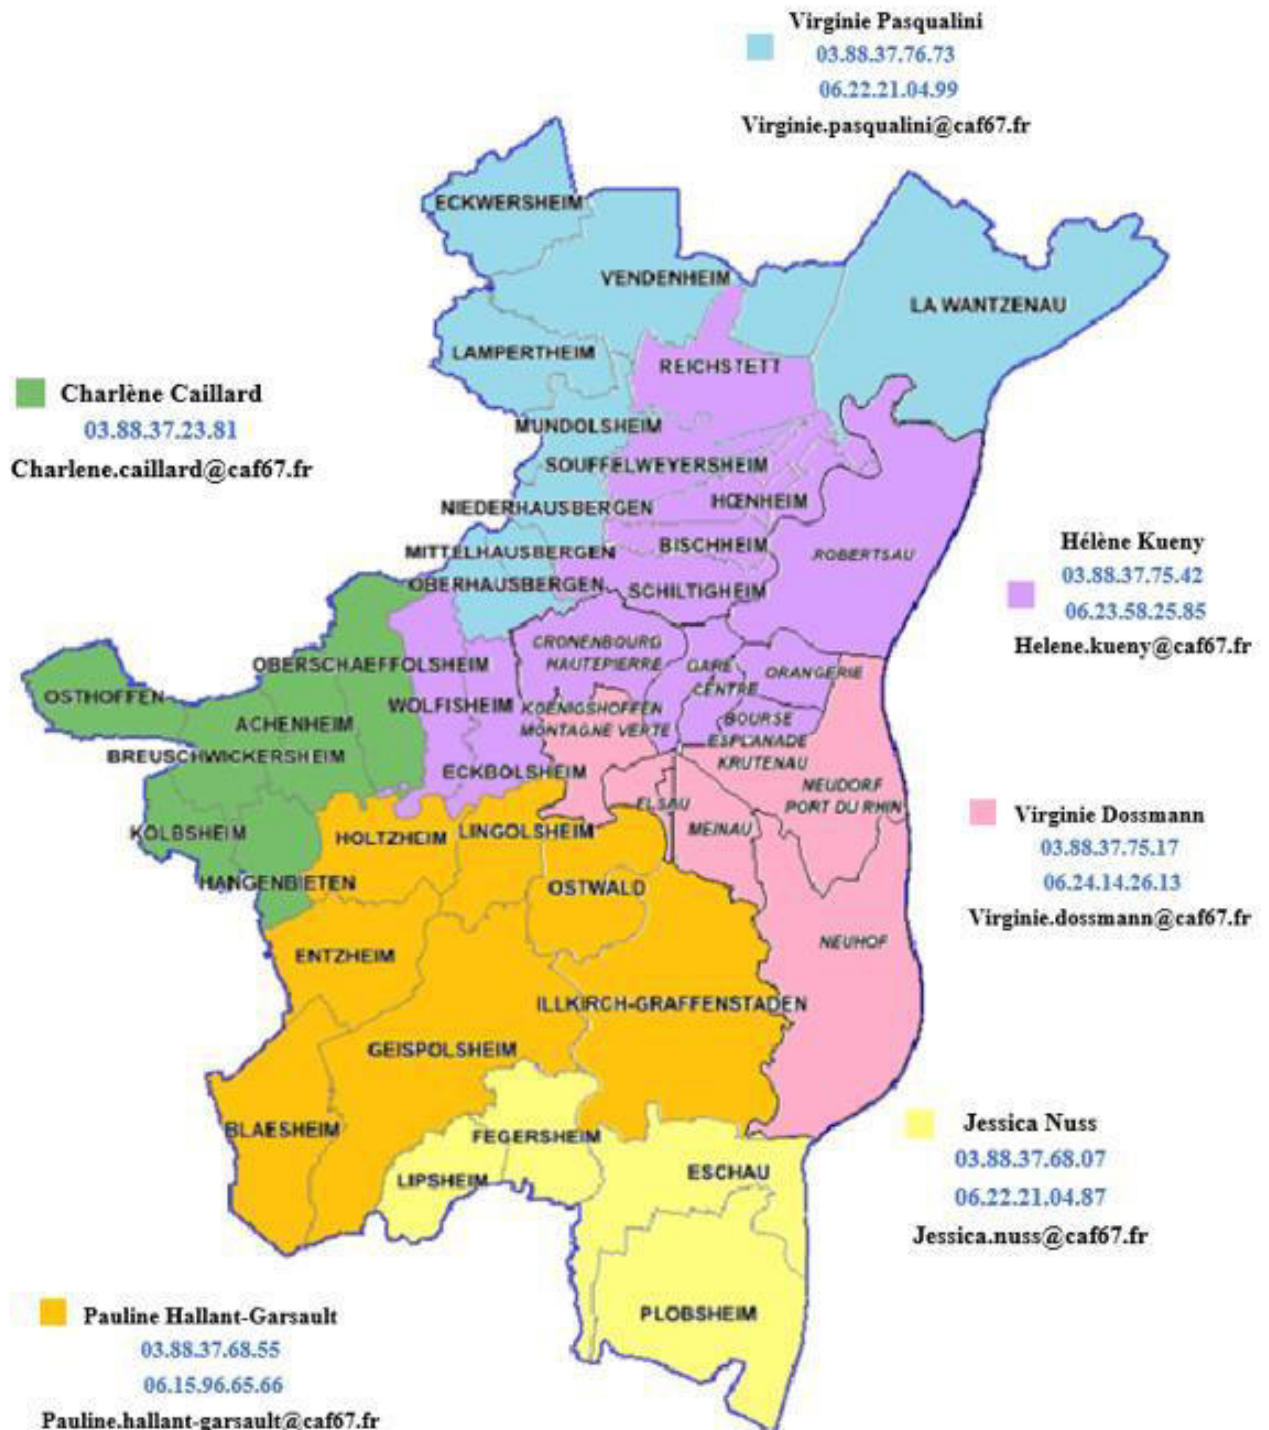 Virginie Pasqualini
03.88.37.76.73
06.22.21.04.99
Virginie.pasqualini@caf67.fr
ECKWERSHEIM
VENDENHEIM
LA WANTZENAU
LAMPERTHEIM
REICHSTETT
Charlène Caillard
03.88.37.23.81
Charlene.caillard@caf67.fr
MUNDOLSHEIM
SOUFFELWEYERSHEIM
NIEDERHAUSBERGEN
HŒNHEIM
MITTELHAUSBERGEN
BISCHHEIM
ROBERTSAU
OBERHAUSBERGEN
SCHILTIGHEIM
Hélène Kueny
03.88.37.75.42
06.23.58.25.85
Helene.kueny@caf67.fr
CRONENBOURG
HAUTEPIERRE
GARE
CENTRE
ORANGERIE
OBERSCHAEFFOLSHEIM
OSTHOFFEN
WOLFISHEIM
KOENIGSHOFFEN
MONTAGNE VERTE
BOURSE
ESPLANADE
KRUTENAU
ACHENHEIM
BREUSCHWICKERSHEIM
ECKBOLSHEIM
NEUDORF
PORT DU RHIN
ELSAU
MEINAU
KOLBSHEIM
HOLTZHEIM
LINGOLSHEIM
Virginie Dossmann
03.88.37.75.17
06.24.14.26.13
Virginie.dossmann@caf67.fr
HANGENBIETEN
OSTWALD
NEUHOF
ENTZHEIM
ILLKIRCH-GRAFFENSTADEN
GEISPOLSHEIM
BLAESHEIM
FEGERSHEIM
LIPSHEIM
ESCHAU
Jessica Nuss
03.88.37.68.07
06.22.21.04.87
Jessica.nuss@caf67.fr
PLOBSHEIM
Pauline Hallant-Garsault
03.88.37.68.55
06.15.96.65.66
Pauline.hallant-garsault@caf67.fr